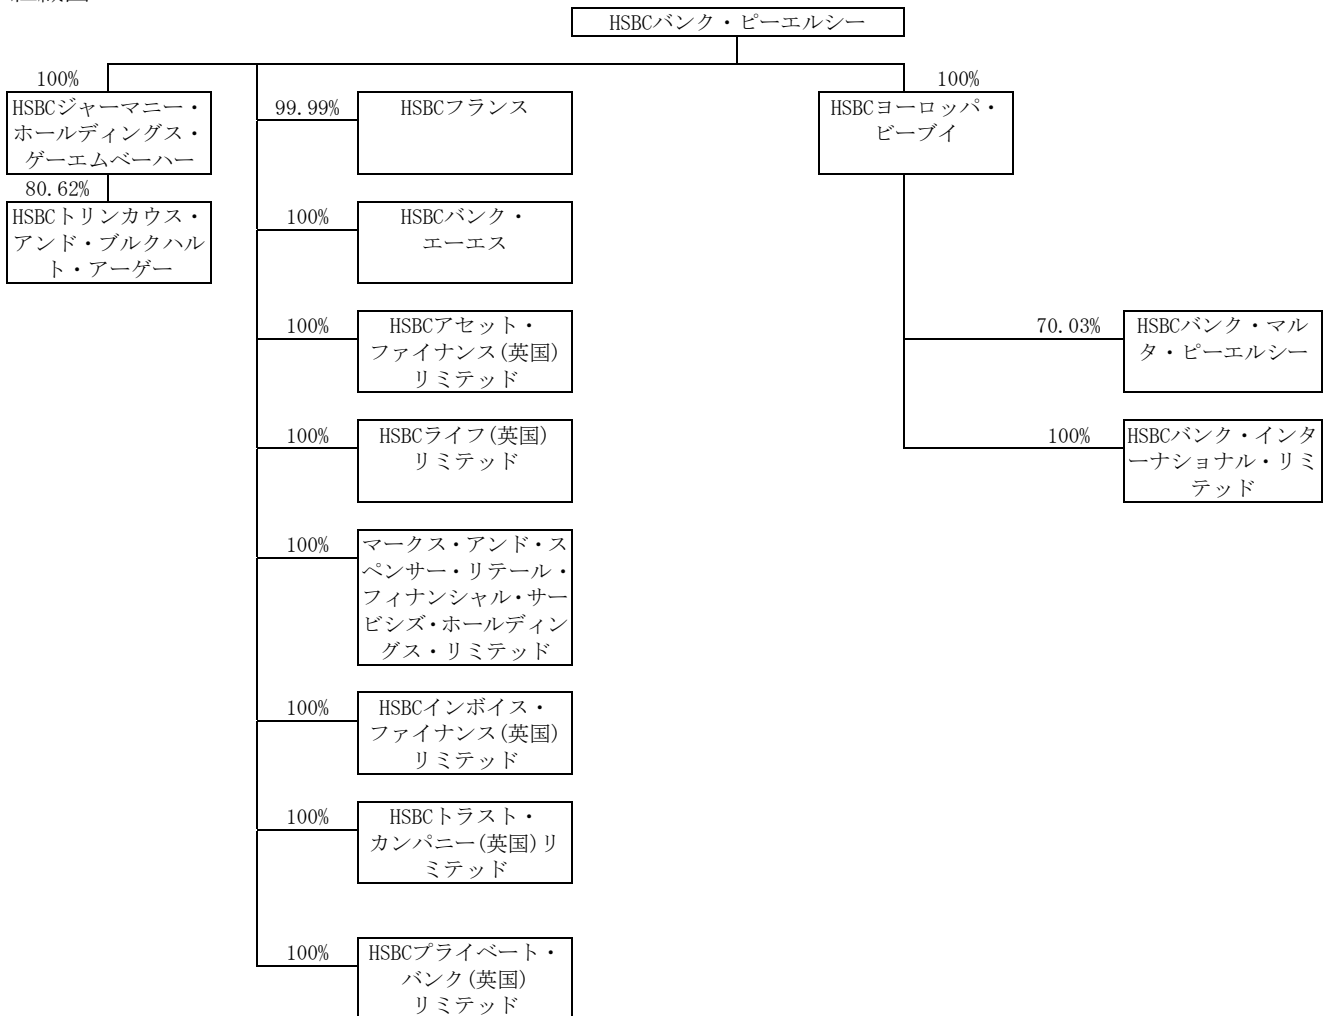 HSBCバンク・ピーエルシー
100%
HSBCジャーマニー・
ホールディングス・
ゲーエムベーハー
80.62%
HSBCトリンカウス・
アンド・ブルクハル
ト・アーゲー
99.99%
HSBCフランス
100%
HSBCバンク・
エーエス
100%
HSBCアセット・
ファイナンス(英国)
リミテッド
100%
HSBCライフ(英国)
リミテッド
100%
マークス・アンド・ス
ペンサー・リテール・
フィナンシャル・サー
ビシズ・ホールディン
グス・リミテッド
100%
HSBCインボイス・
ファイナンス(英国)
リミテッド
100%
HSBCトラスト・
カンパニー(英国)リ
ミテッド
100%
HSBCプライベート・
バンク(英国)
リミテッド
100%
HSBCヨーロッパ・
ビーブイ
70.03%
HSBCバンク・マル
タ・ピーエルシー
100%
HSBCバンク・インタ
ーナショナル・リミ
テッド